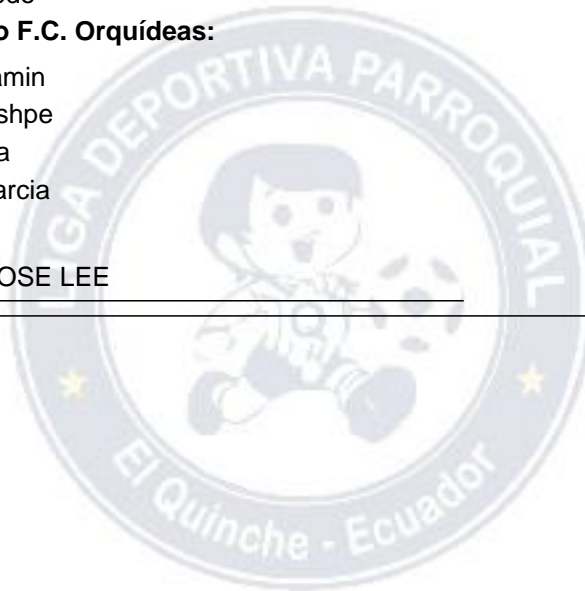 o F.C. Orquídeas:
amin
shpe
a
arcia
OSE LEE
LIGA DEPORTIVA PARROQUIAL
Q
El Quinche - Ecuador